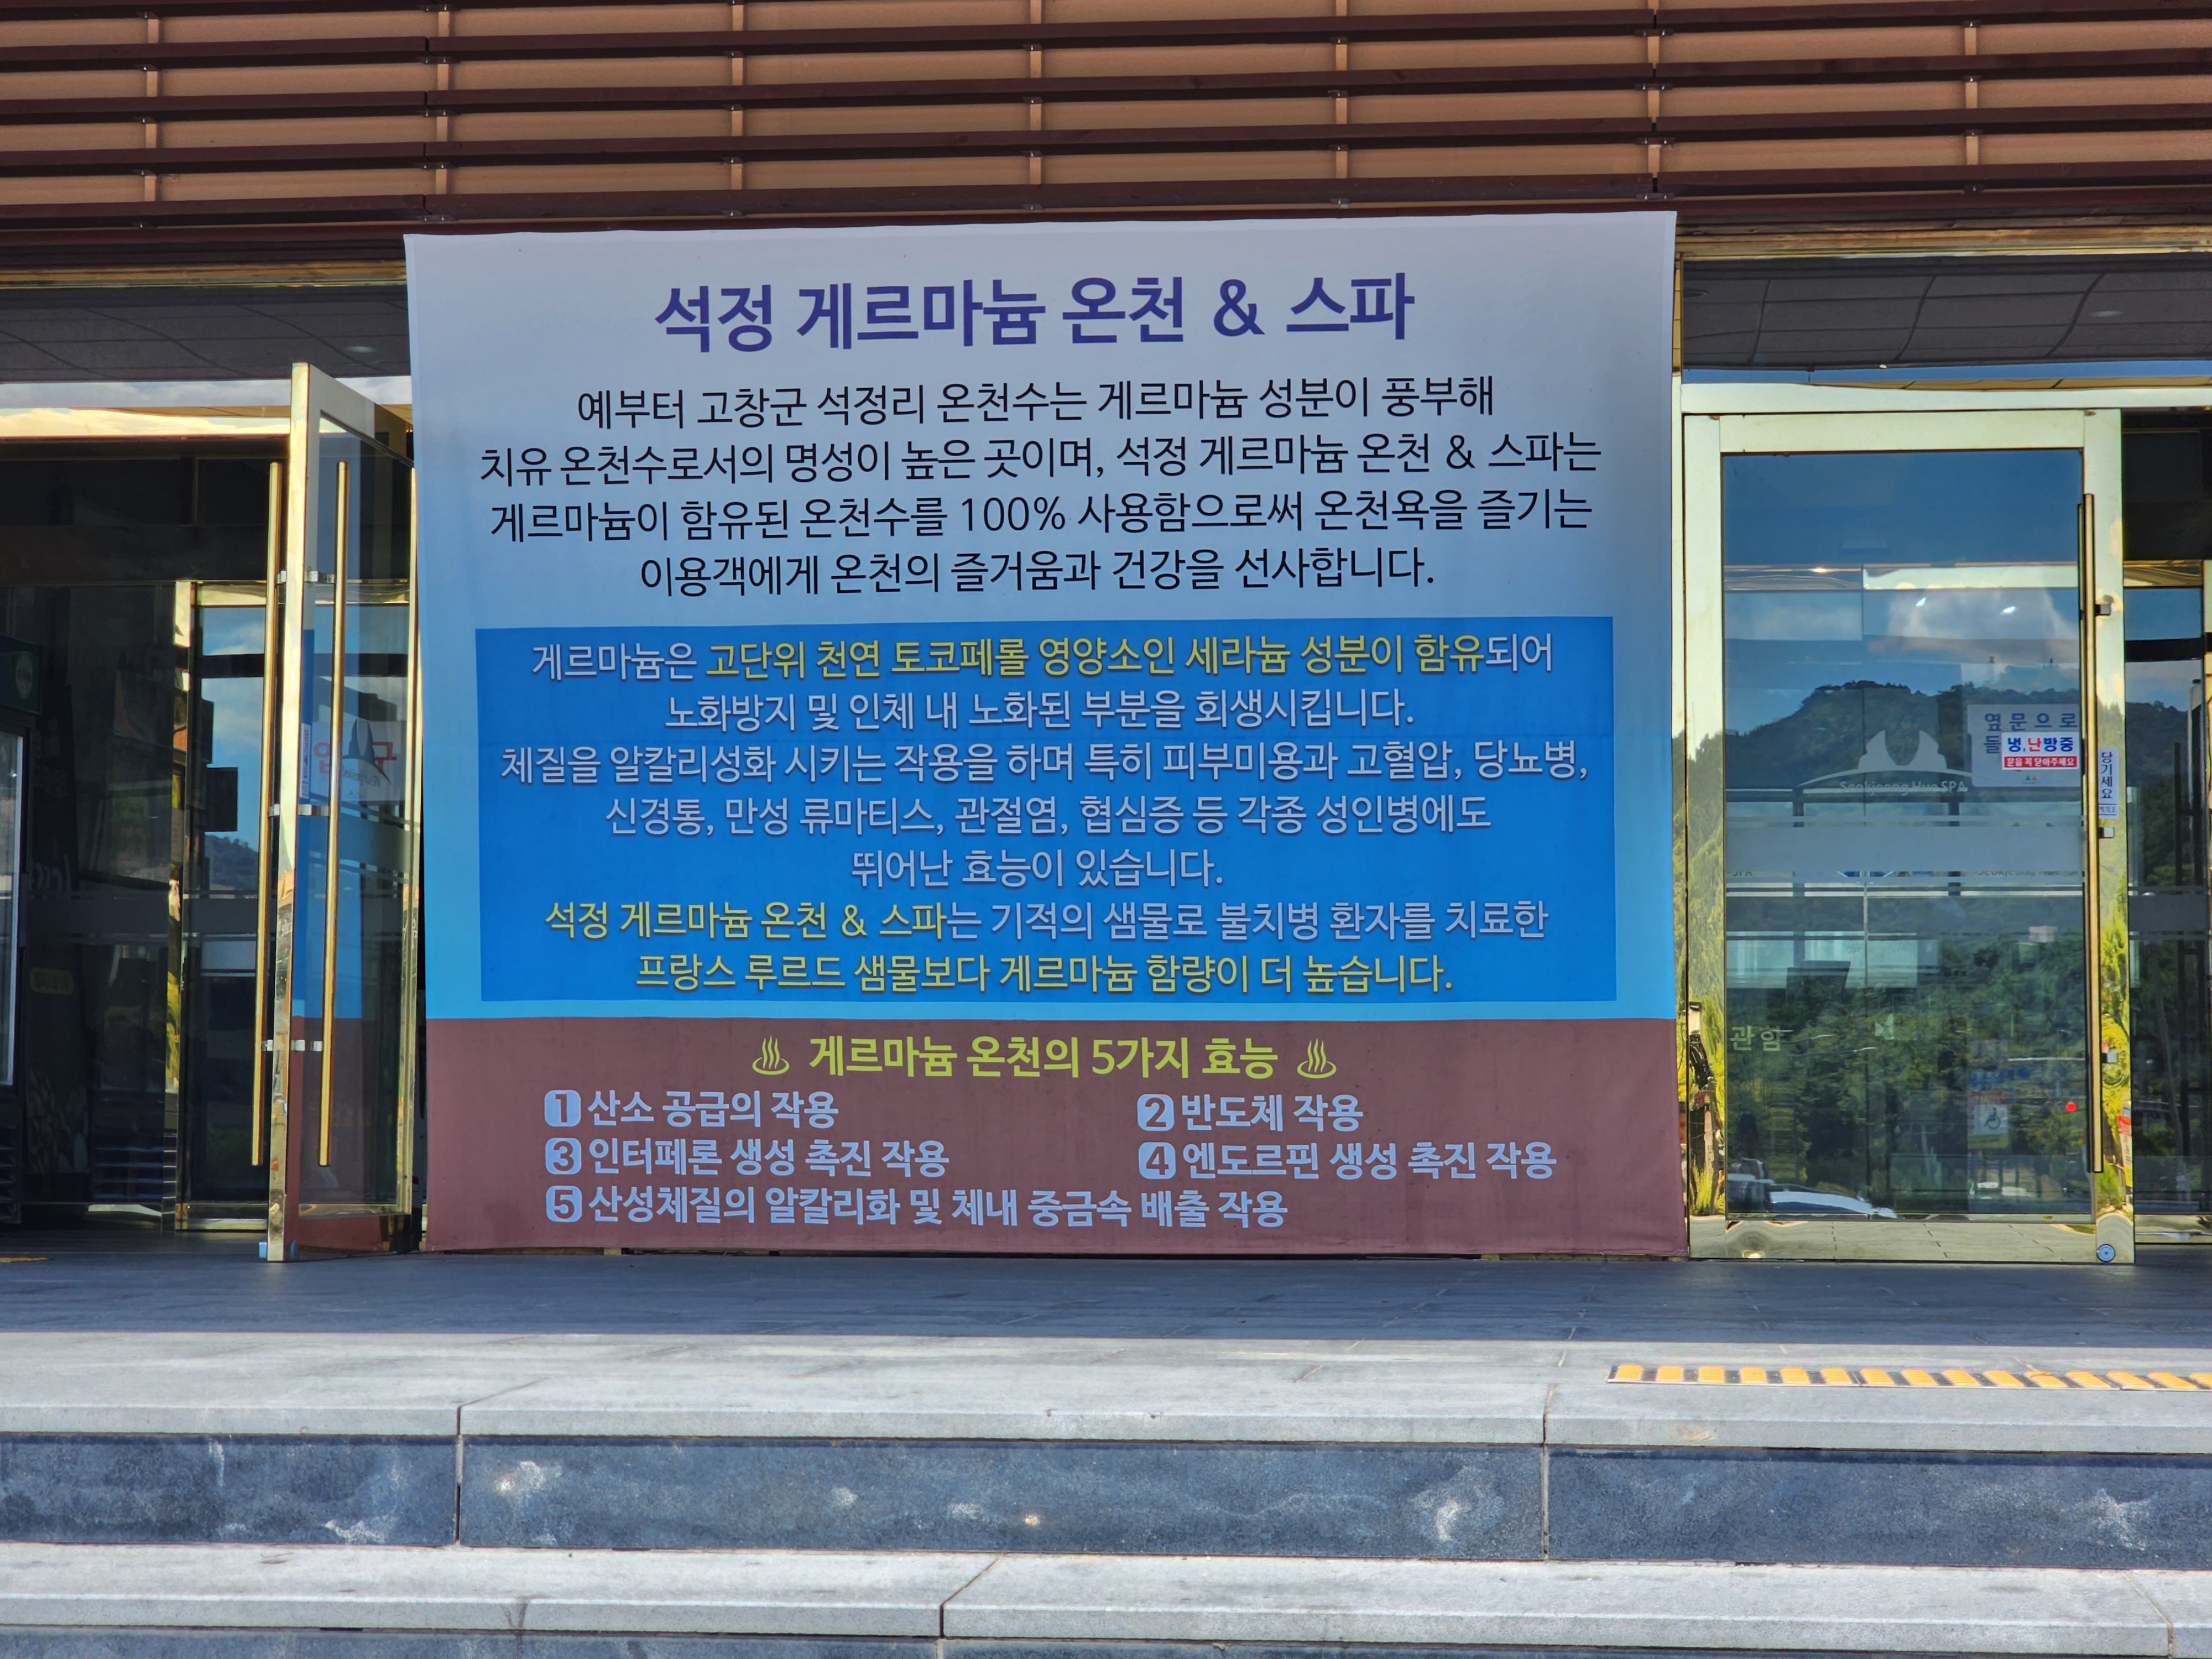 석정 게르마늄 온천 & 스파
예부터 고창군 석정리 온천수는 게르마늄 성분이 풍부해
치유 온천수로서의 명성이 높은 곳이며, 석정 게르마늄 온천 & 스파는
게르마늄이 함유된 온천수를 100% 사용함으로써 온천욕을 즐기는
이용객에게 온천의 즐거움과 건강을 선사합니다.
게르마늄은 고단위 천연 토코페롤 영양소인 세라늄 성분이 함유되어
노화방지 및 인체 내 노화된 부분을 회생시킵니다.
체질을 알칼리성화 시키는 작용을 하며 특히 피부미용과 고혈압, 당뇨병,
신경통, 만성 류마티스, 관절염, 협심증 등 각종 성인병에도
뛰어난 효능이 있습니다.
석정 게르마늄 온천 & 스파는 기적의 샘물로 불치병 환자를 치료한
프랑스 루르드 샘물보다 게르마늄 함량이 더 높습니다.
게르마늄 온천의 5가지 효능
1 산소 공급의 작용
2 반도체 작용
3 인터페론 생성 촉진 작용
4 엔도르핀 생성 촉진 작용
5 산성체질의 알칼리화 및 체내 중금속 배출 작용
입구
옆문으로
냉,난방중
문을 꼭 닫아주세요
당기세요
Seokjeong Hue SPA